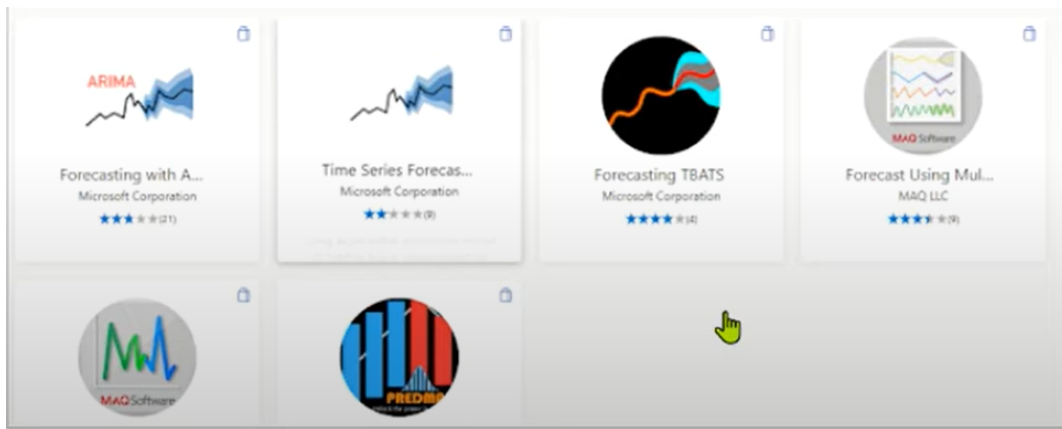 ARIMA
Forecasting with A...
Microsoft Corporation
(21)
Time Series Forecas...
Microsoft Corporation
(9)
Forecasting TBATS
Microsoft Corporation
(4)
MAQ Software
Forecast Using Mul...
MAQ LLC
(9)
MAQ Software
PREDMA